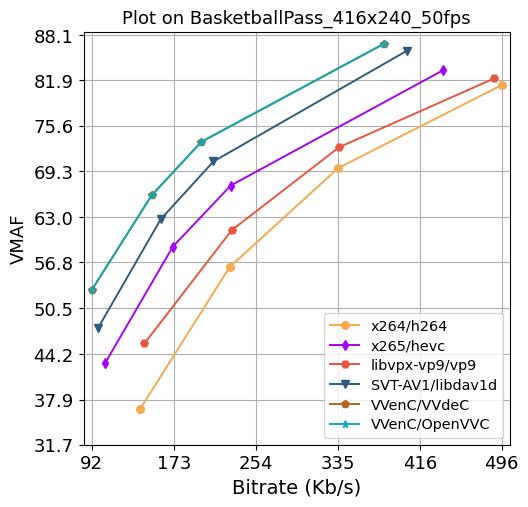 Plot on BasketballPass_416x240_50fps
88.1
81.9
75.6
69.3
63.0
56.8
50.5
44.2
37.9
31.7
VMAF
x264/h264
x265/hevc
libvpx-vp9/vp9
SVT-AV1/libdav1d
VVenC/VVdeC
VVenC/OpenVVC
92 173 254 335 416 496
Bitrate (Kb/s)